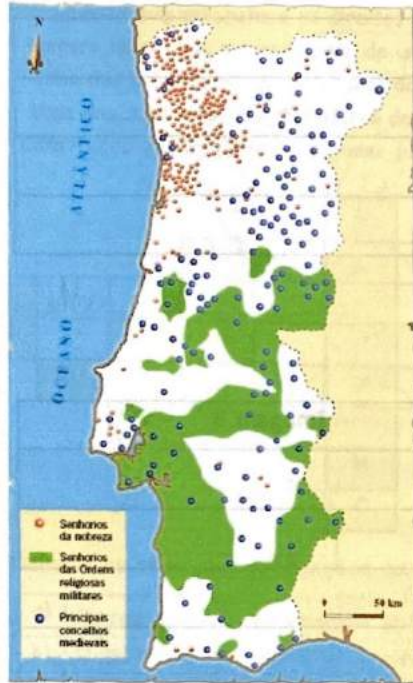 N
ATLÂNTICO
OCEANO
Senhorios
da nobreza
Senhorios
das Ordens
religiosas
militares
Principais
concelhos
medievais
0 50 km